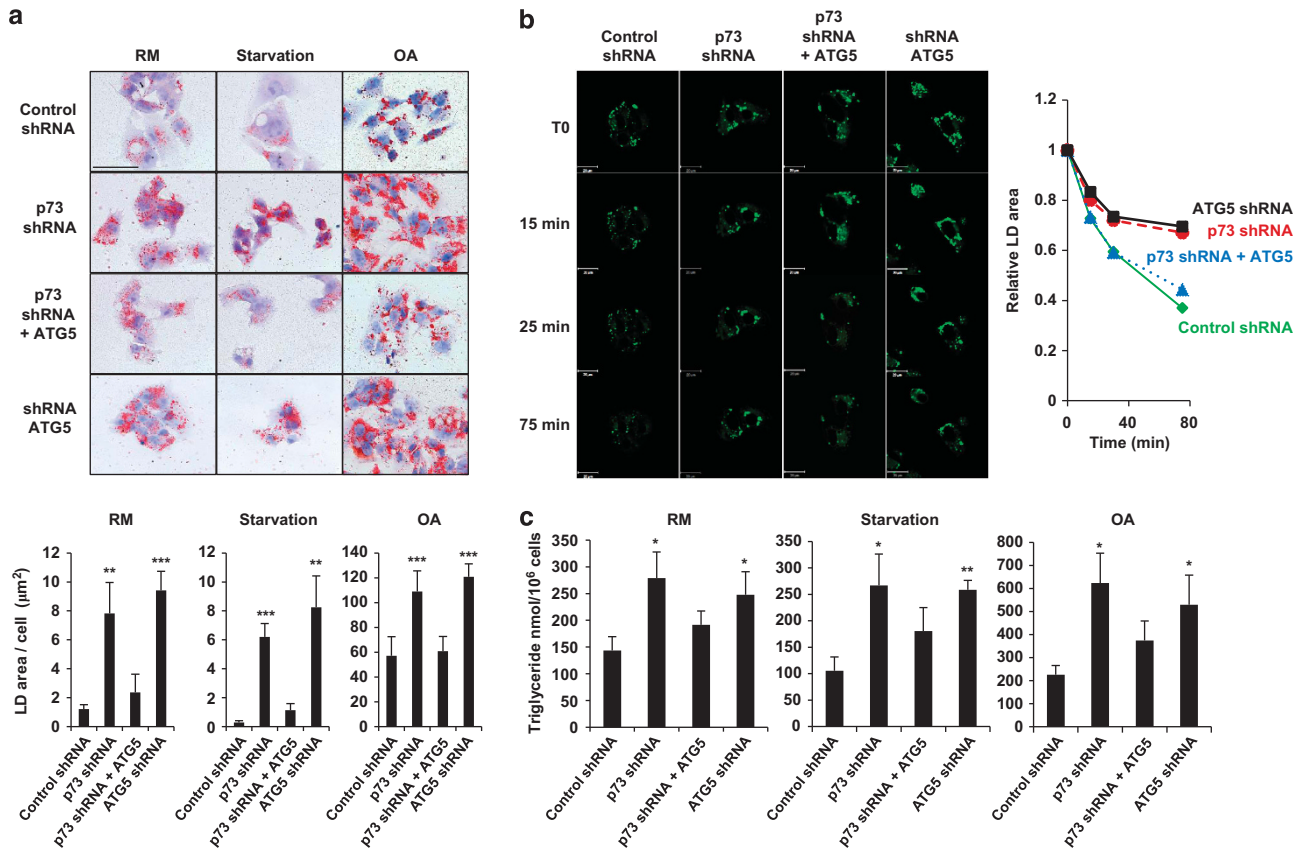 a
RM Starvation OA
Control
shRNA
p73
shRNA
p73
shRNA
+ ATG5
shRNA
ATG5
RM
LD area / cell (μm²)
12
10
8
6
4
2
0
Control shRNA
p73 shRNA
p73 shRNA + ATG5
ATG5 shRNA
**
***
Starvation
12
10
8
6
4
2
0
Control shRNA
p73 shRNA
p73 shRNA + ATG5
ATG5 shRNA
***
**
OA
140
120
100
80
60
40
20
0
Control shRNA
p73 shRNA
p73 shRNA + ATG5
ATG5 shRNA
***
***
b
Control
shRNA
p73
shRNA
p73
shRNA
+ ATG5
shRNA
ATG5
T0
15 min
25 min
75 min
Relative LD area
1.2
1
0.8
0.6
0.4
0.2
0
0 40 80
Time (min)
ATG5 shRNA
p73 shRNA
p73 shRNA + ATG5
Control shRNA
c
RM
Triglyceride nmol/10⁶ cells
350
300
250
200
150
100
50
0
Control shRNA
p73 shRNA
p73 shRNA + ATG5
ATG5 shRNA
*
*
Starvation
350
300
250
200
150
100
50
0
Control shRNA
p73 shRNA
p73 shRNA + ATG5
ATG5 shRNA
*
**
OA
800
700
600
500
400
300
200
100
0
Control shRNA
p73 shRNA
p73 shRNA + ATG5
ATG5 shRNA
*
*